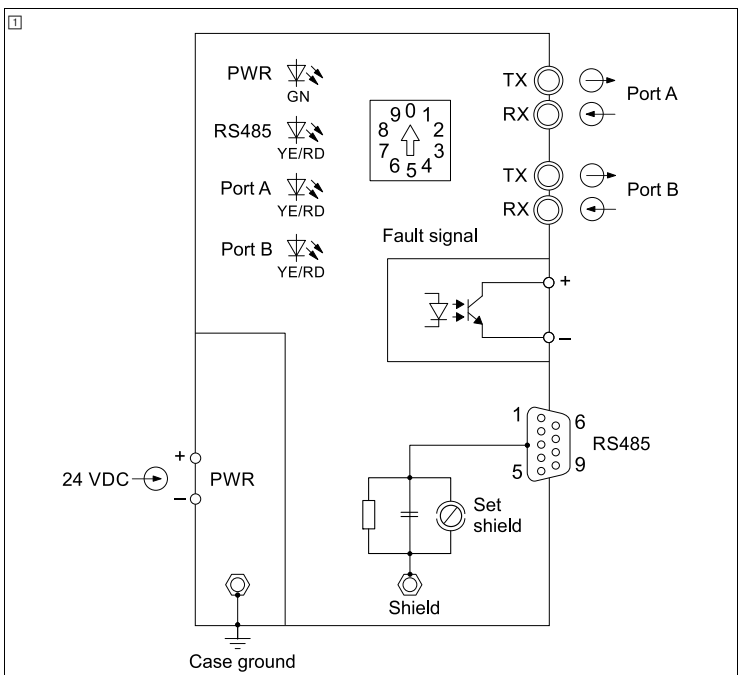 1
PWR
GN
RS485
YE/RD
Port A
YE/RD
Port B
YE/RD
9 0 1
8 2
7 3
6 5 4
TX
RX
Port A
TX
RX
Port B
Fault signal
+
–
1
6
RS485
5
9
24 VDC
+
–
PWR
Set
shield
Shield
Case ground